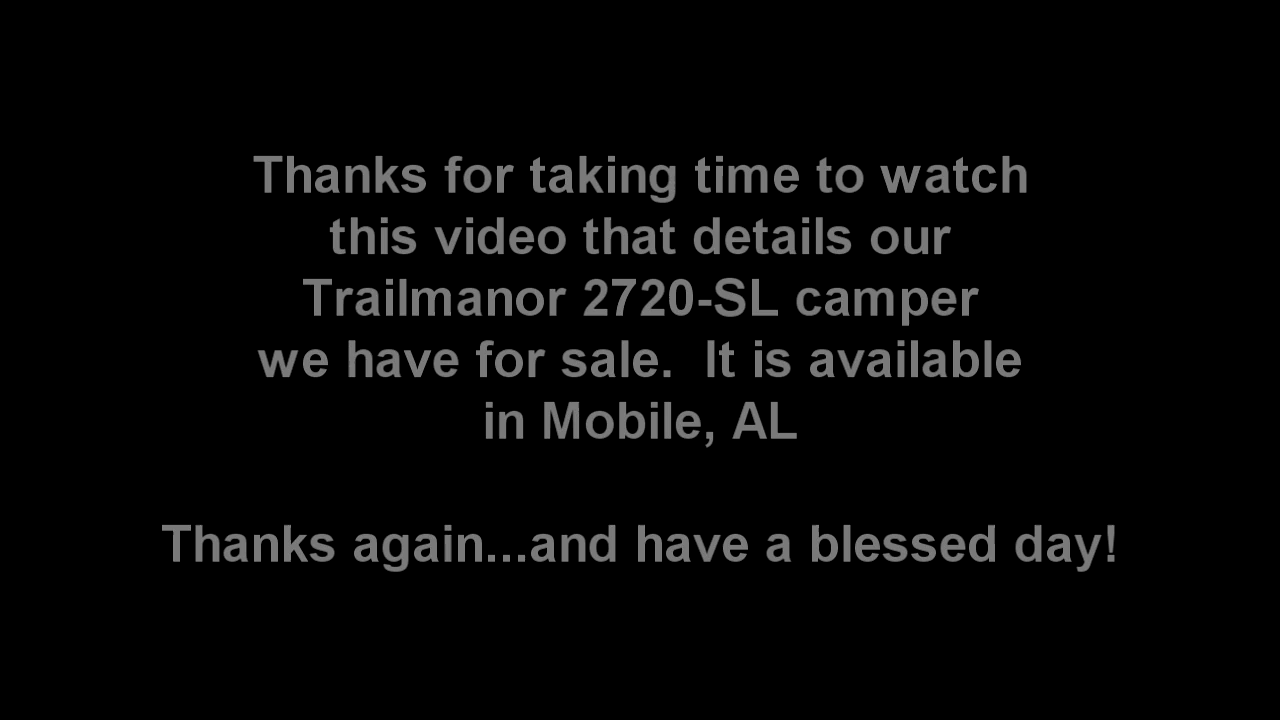 Thanks for taking time to watch
this video that details our
Trailmanor 2720-SL camper
we have for sale.  It is available
in Mobile, AL
Thanks again...and have a blessed day!